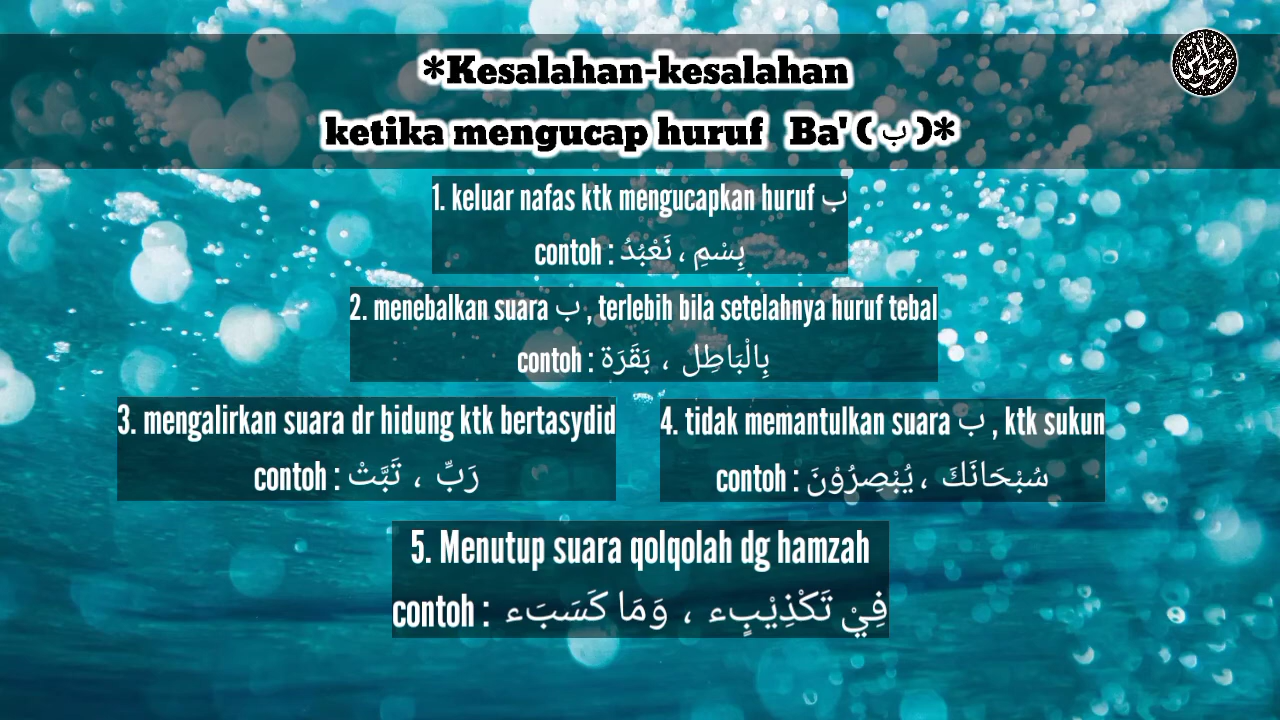 *Kesalahan-kesalahan
ketika mengucap huruf Ba' ( ب )*
1. keluar nafas ktk mengucapkan huruf ب
contoh : بِسْمِ ، نَعْبُدُ
2. menebalkan suara ب , terlebih bila setelahnya huruf tebal
contoh : بِالْبَاطِل ، بَقَرَة
3. mengalirkan suara dr hidung ktk bertasydid
contoh : رَبِّ ، تَبَّتْ
4. tidak memantulkan suara ب , ktk sukun
contoh : سُبْحَانَكَ ، يُبْصِرُوْنَ
5. Menutup suara qolqolah dg hamzah
contoh : فِيْ تَكْذِيْبٍء ، وَمَا كَسَبَء